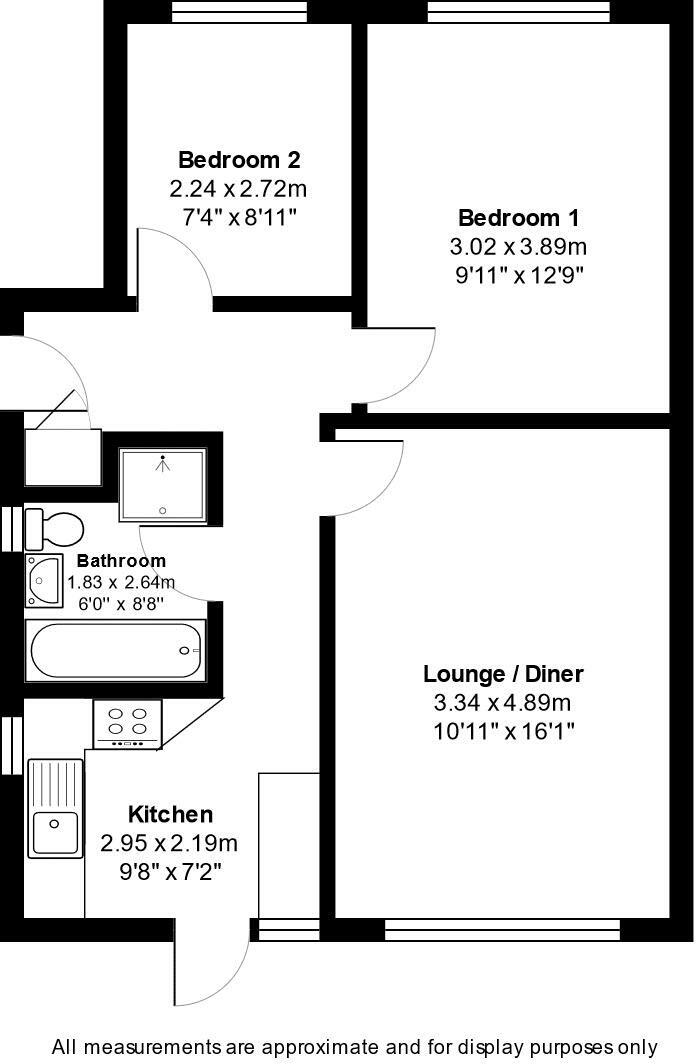 Bedroom 2
2.24 x 2.72m
7'4" x 8'11"
Bedroom 1
3.02 x 3.89m
9'11" x 12'9"
Bathroom
1.83 x 2.64m
6'0'' x 8'8''
Lounge / Diner
3.34 x 4.89m
10'11" x 16'1"
Kitchen
2.95 x 2.19m
9'8" x 7'2"
All measurements are approximate and for display purposes only